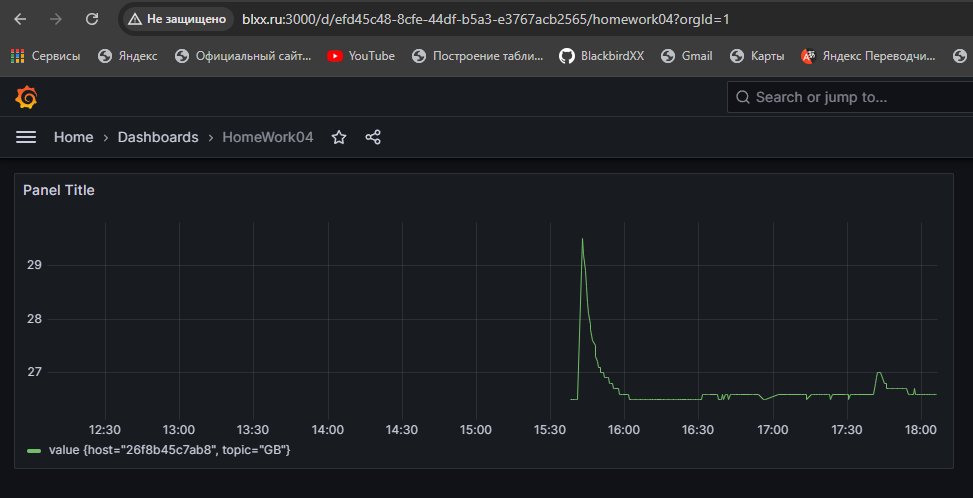 Не защищено blxx.ru:3000/d/efd45c48-8cfe-44df-b5a3-e3767acb2565/homework04?orgId=1
Сервисы Яндекс Официальный сайт... YouTube Построение табли... BlackbirdXX Gmail Карты Яндекс Переводчи...
Search or jump to...
Home › Dashboards › HomeWork04
Panel Title
29
28
27
12:30 13:00 13:30 14:00 14:30 15:00 15:30 16:00 16:30 17:00 17:30 18:00
value {host="26f8b45c7ab8", topic="GB"}